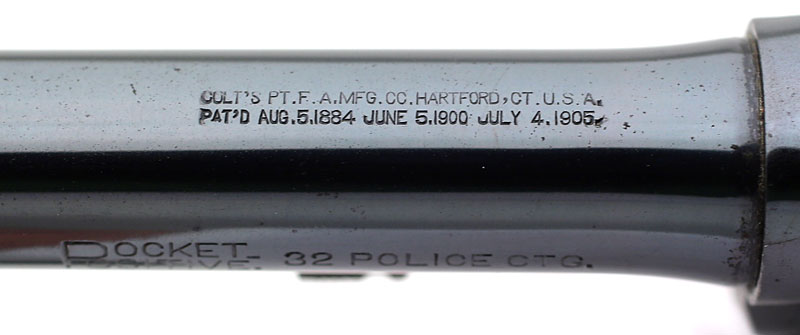 COLT'S PT.F.A.MFG.CO.HARTFORD,CT.U.S.A.
PAT'D AUG.5,1884 JUNE 5,1900 JULY 4,1905.
POCKET
POSITIVE. 32 POLICE CTG.